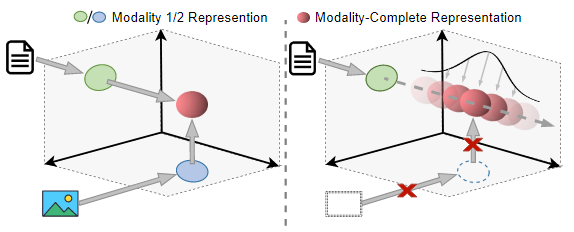 / Modality 1/2 Represention
Modality-Complete Representation